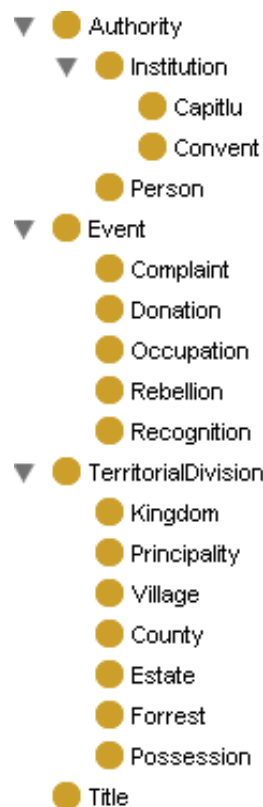 Authority
Institution
Capitlu
Convent
Person
Event
Complaint
Donation
Occupation
Rebellion
Recognition
TerritorialDivision
Kingdom
Principality
Village
County
Estate
Forrest
Possession
Title